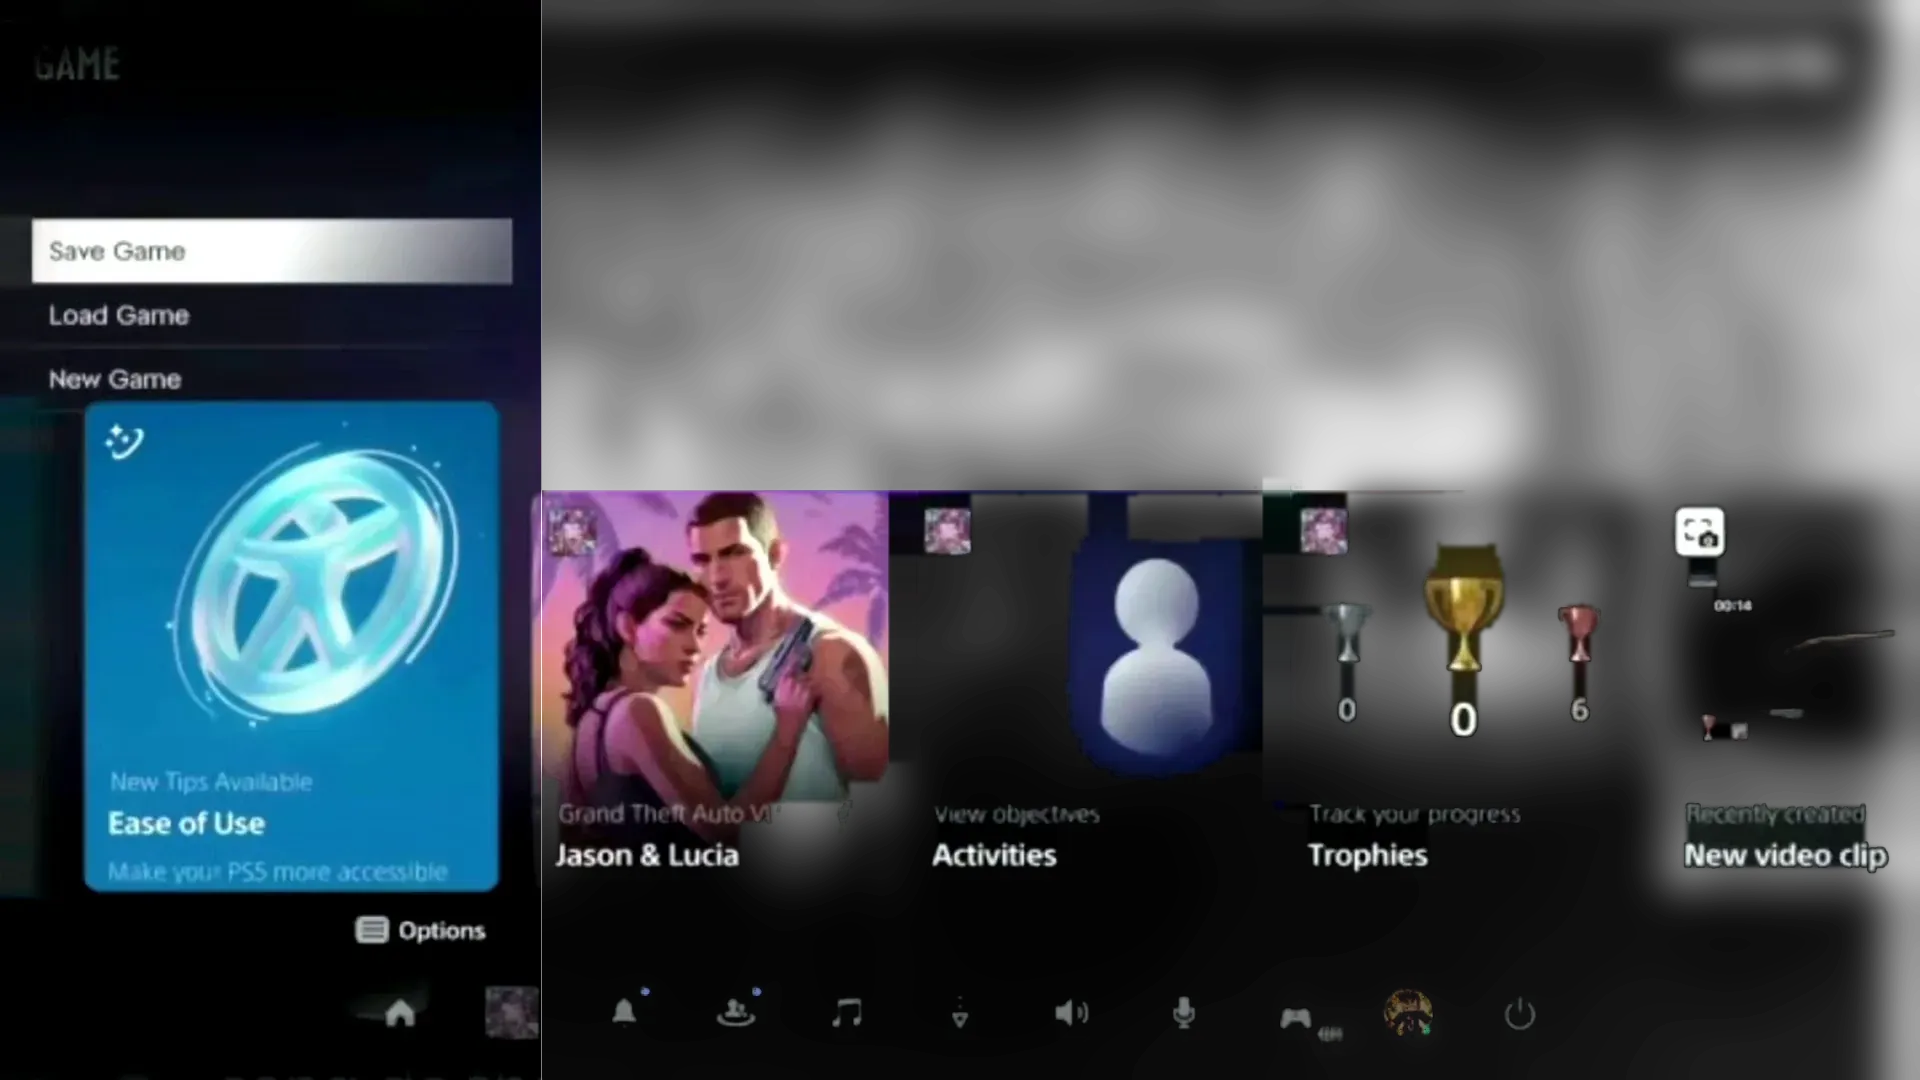 GAME
Save Game
Load Game
New Game
New Tips Available
Ease of Use
Make your PS5 more accessible
Options
Grand Theft Auto VI
Jason & Lucia
View objectives
Activities
0
0
6
Track your progress
Trophies
00:14
Recently created
New video clip